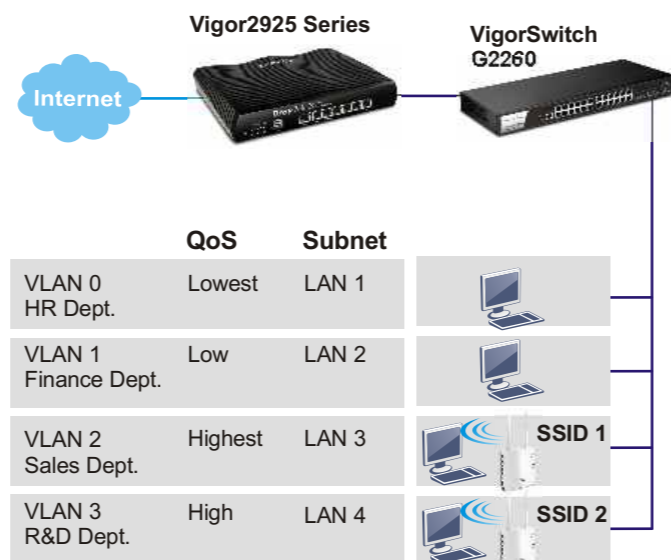 Vigor2925 Series
VigorSwitch
G2260
Internet
QoS Subnet
VLAN 0 Lowest LAN 1
HR Dept.
VLAN 1 Low LAN 2
Finance Dept.
VLAN 2 Highest LAN 3 SSID 1
Sales Dept.
VLAN 3 High LAN 4 SSID 2
R&D Dept.